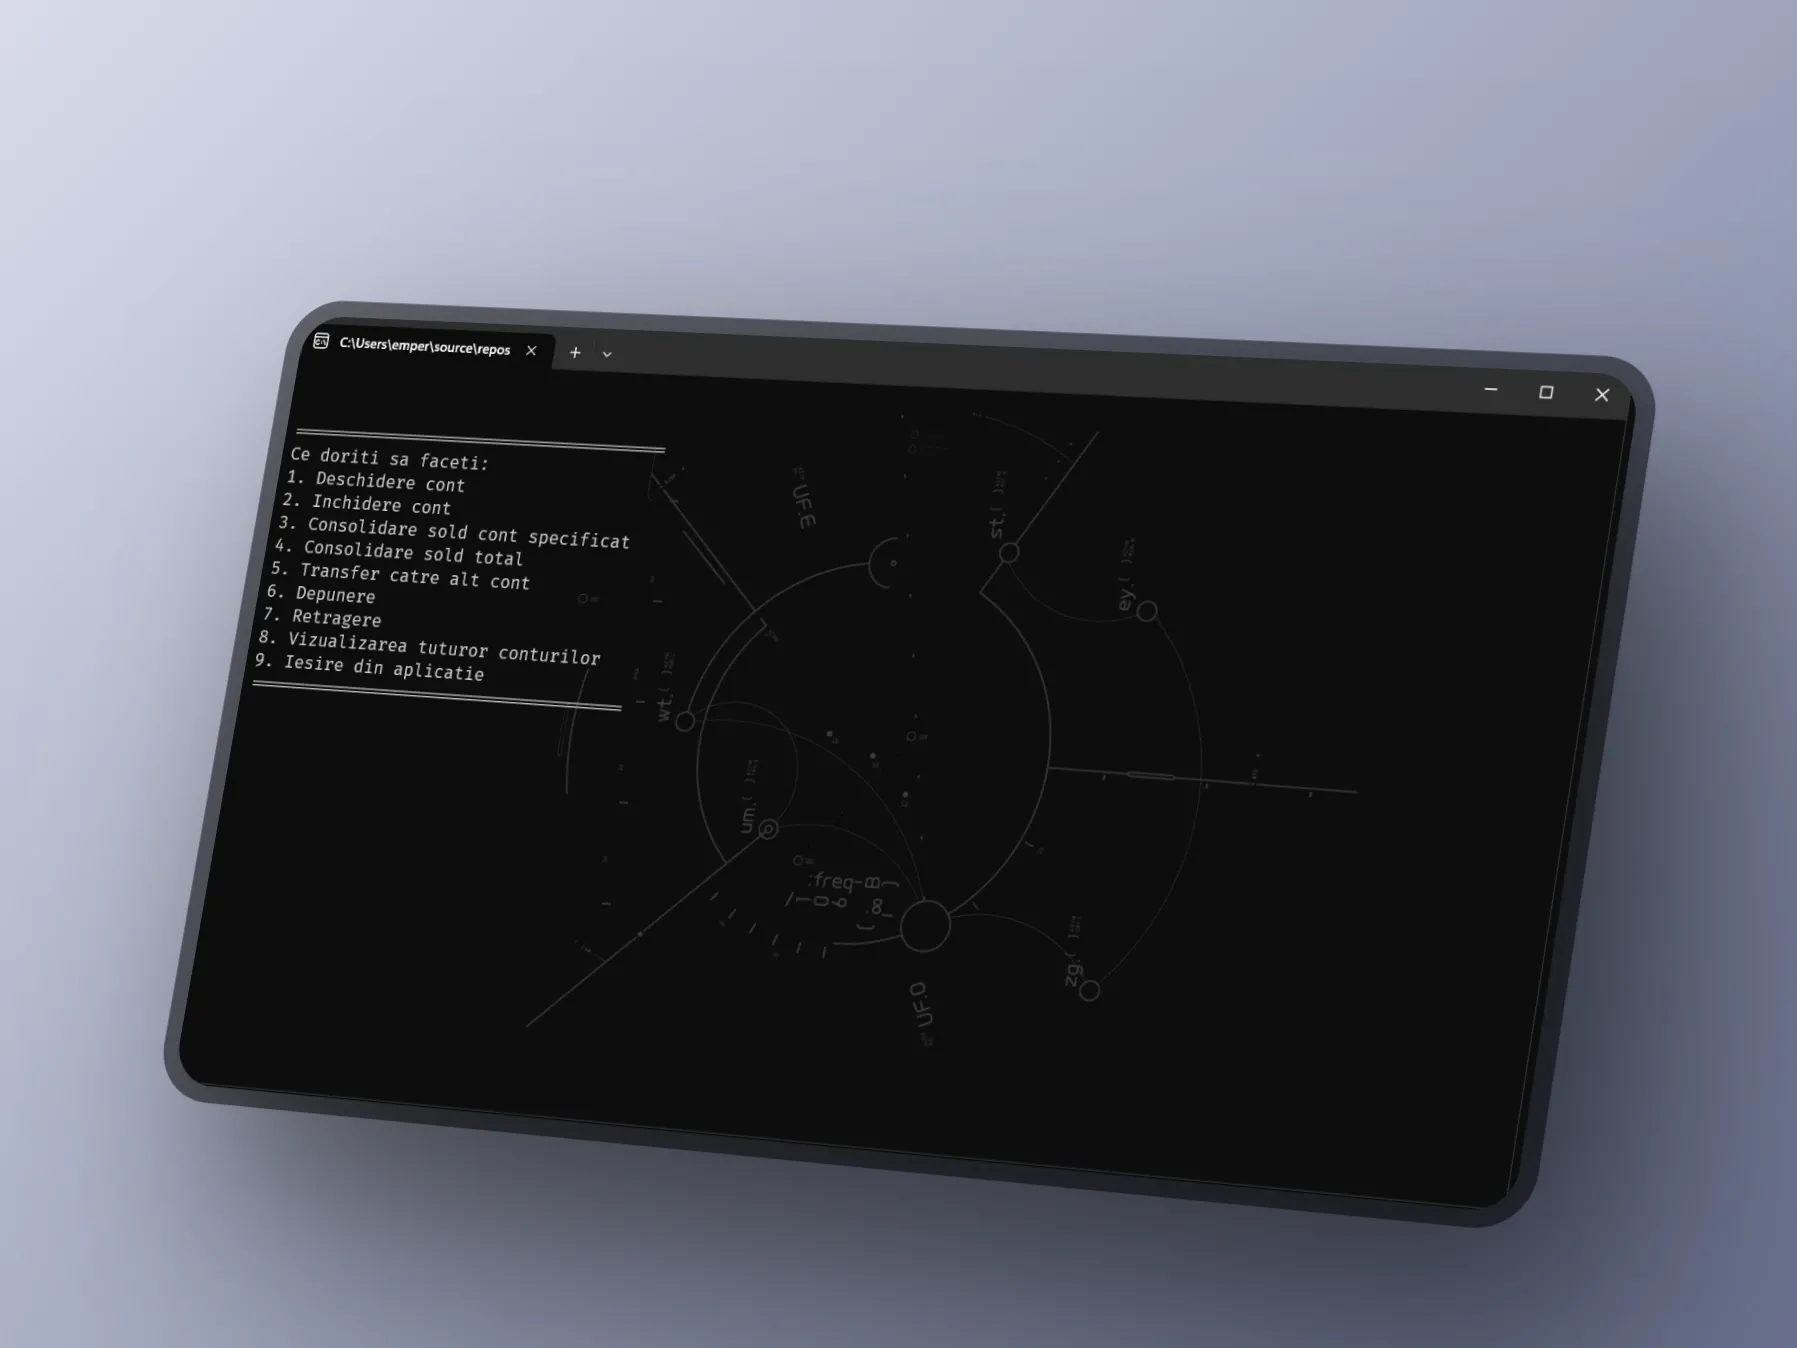 C:\Users\emper\source\repos
Ce doriti sa faceti:
1. Deschidere cont
2. Inchidere cont
3. Consolidare sold cont specificat
4. Consolidare sold total
5. Transfer catre alt cont
6. Depunere
7. Retragere
8. Vizualizarea tuturor conturilor
9. Iesire din aplicatie
UF.E
st.(
ey.(
wt.(
um.(
:freq-B
zg.(
UF.O